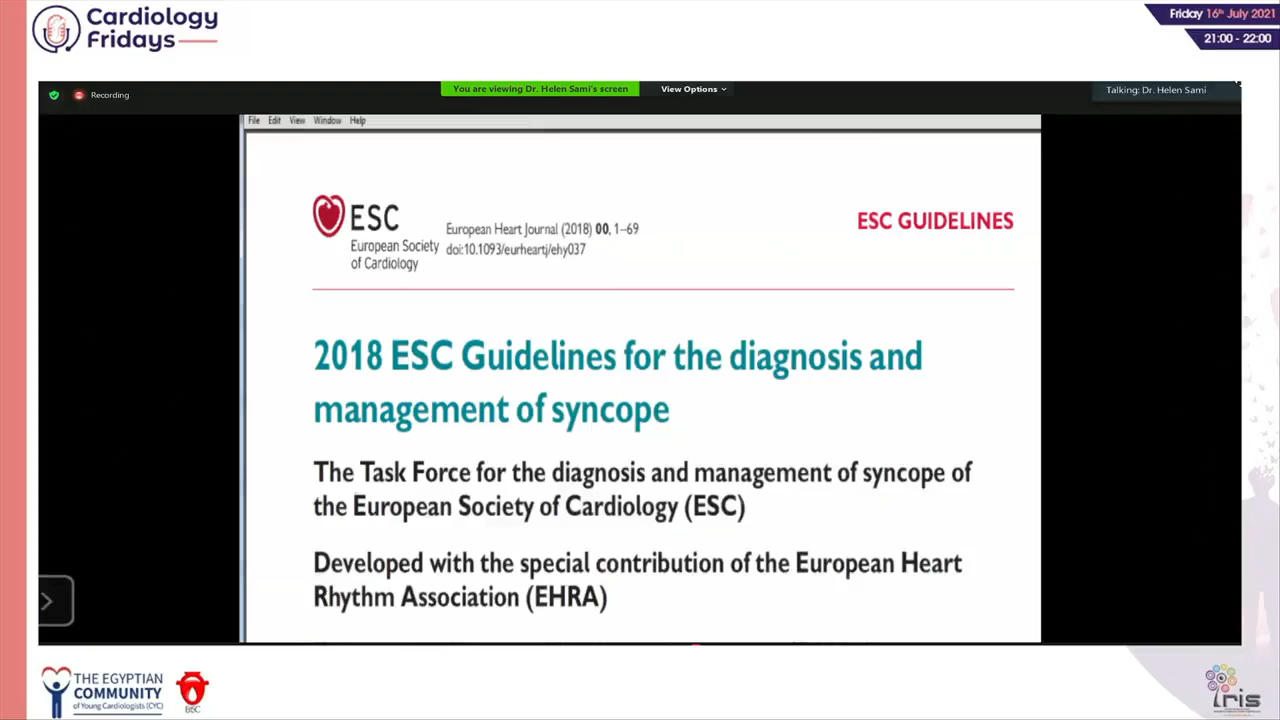 Cardiology
Fridays
Friday 16th July 2021
21:00 - 22:00
Recording
You are viewing Dr. Helen Sami's screen
View Options
Talking: Dr. Helen Sami
File Edit View Window Help
ESC
European Society
of Cardiology
European Heart Journal (2018) 00, 1–69
doi:10.1093/eurheartj/ehy037
ESC GUIDELINES
2018 ESC Guidelines for the diagnosis and
management of syncope
The Task Force for the diagnosis and management of syncope of
the European Society of Cardiology (ESC)
Developed with the special contribution of the European Heart
Rhythm Association (EHRA)
THE EGYPTIAN
COMMUNITY
of Young Cardiologists (CYC)
iris